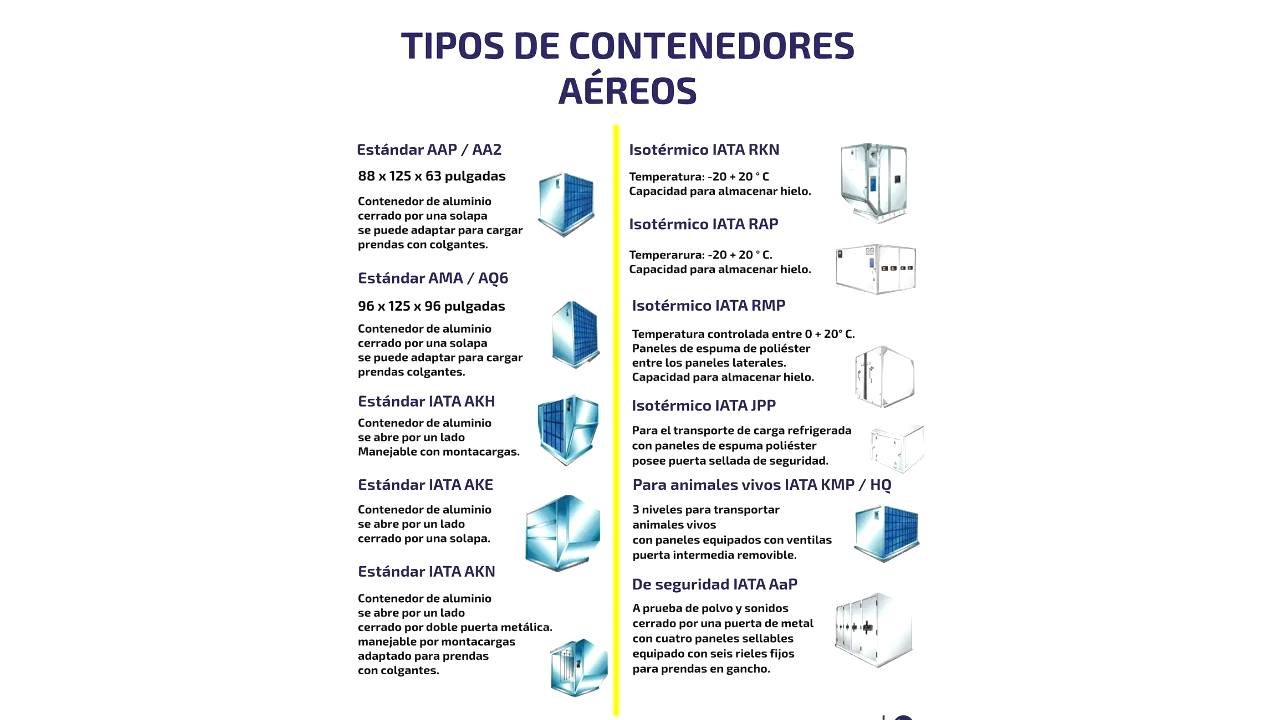 TIPOS DE CONTENEDORES
AÉREOS
Estándar AAP / AA2
88 x 125 x 63 pulgadas
Contenedor de aluminio
cerrado por una solapa
se puede adaptar para cargar
prendas con colgantes.
Estándar AMA / AQ6
96 x 125 x 96 pulgadas
Contenedor de aluminio
cerrado por una solapa
se puede adaptar para cargar
prendas colgantes.
Estándar IATA AKH
Contenedor de aluminio
se abre por un lado
Manejable con montacargas.
Estándar IATA AKE
Contenedor de aluminio
se abre por un lado
cerrado por una solapa.
Estándar IATA AKN
Contenedor de aluminio
se abre por un lado
cerrado por doble puerta metálica.
manejable por montacargas
adaptado para prendas
con colgantes.
Isotérmico IATA RKN
Temperatura: -20 + 20 ° C
Capacidad para almacenar hielo.
Isotérmico IATA RAP
Temperarura: -20 + 20 ° C.
Capacidad para almacenar hielo.
Isotérmico IATA RMP
Temperatura controlada entre 0 + 20° C.
Paneles de espuma de poliéster
entre los paneles laterales.
Capacidad para almacenar hielo.
Isotérmico IATA JPP
Para el transporte de carga refrigerada
con paneles de espuma poliéster
posee puerta sellada de seguridad.
Para animales vivos IATA KMP / HQ
3 niveles para transportar
animales vivos
con paneles equipados con ventilas
puerta intermedia removible.
De seguridad IATA AaP
A prueba de polvo y sonidos
cerrado por una puerta de metal
con cuatro paneles sellables
equipado con seis rieles fijos
para prendas en gancho.